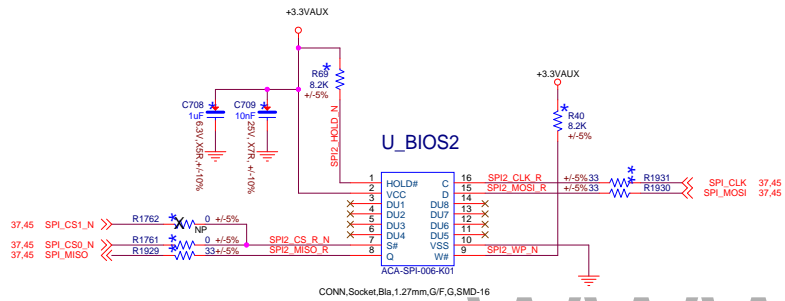 +3.3VAUX
+3.3VAUX
R69
8.2K
+/-5%
SPI2_HOLD_N
C708
1uF
6.3V,X5R,+/-10%
C709
10nF
25V, X7R, +/-10%
R40
8.2K
+/-5%
U_BIOS2
1 HOLD# C 16 SPI2_CLK_R +/-5%33 R1931 SPI_CLK 37,45
2 VCC D 15 SPI2_MOSI_R +/-5%33 R1930 SPI_MOSI 37,45
3 DU1 DU8 14
4 DU2 DU7 13
5 DU3 DU6 12
6 DU4 DU5 11
37,45 SPI_CS1_N R1762 0 +/-5%
NP
37,45 SPI_CS0_N R1761 0 +/-5% SPI2_CS_R_N 7 S# VSS 10
37,45 SPI_MISO R1929 33+/-5% SPI2_MISO_R 8 Q W# 9 SPI2_WP_N
ACA-SPI-006-K01
CONN,Socket,Bla,1.27mm,G/F,G,SMD-16